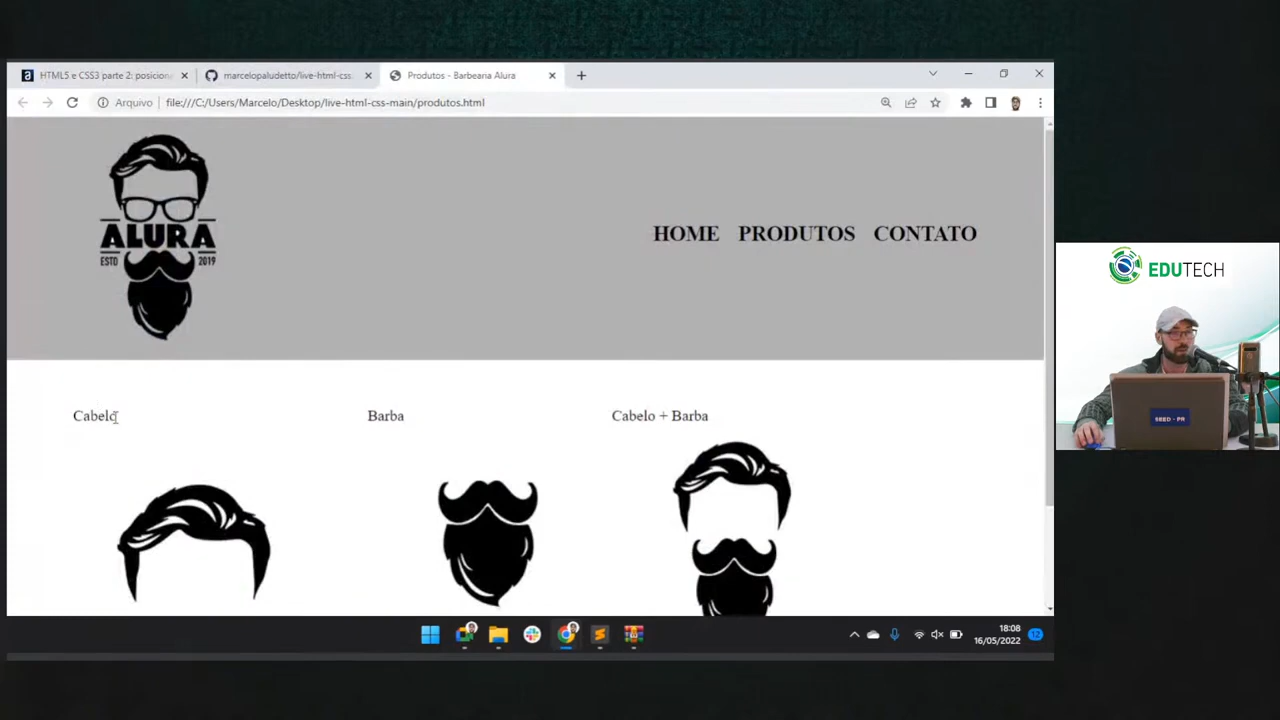 HTML5 e CSS3 parte 2: posicion
marcelopaludetto/live-html-css
Produtos - Barbearia Alura
Arquivo
file:///C:/Users/Marcelo/Desktop/live-html-css-main/produtos.html
ALURA
ESTD 2019
HOME PRODUTOS CONTATO
Cabelo
Barba
Cabelo + Barba
EDUTECH
SEED - PR
18:08
16/05/2022
12